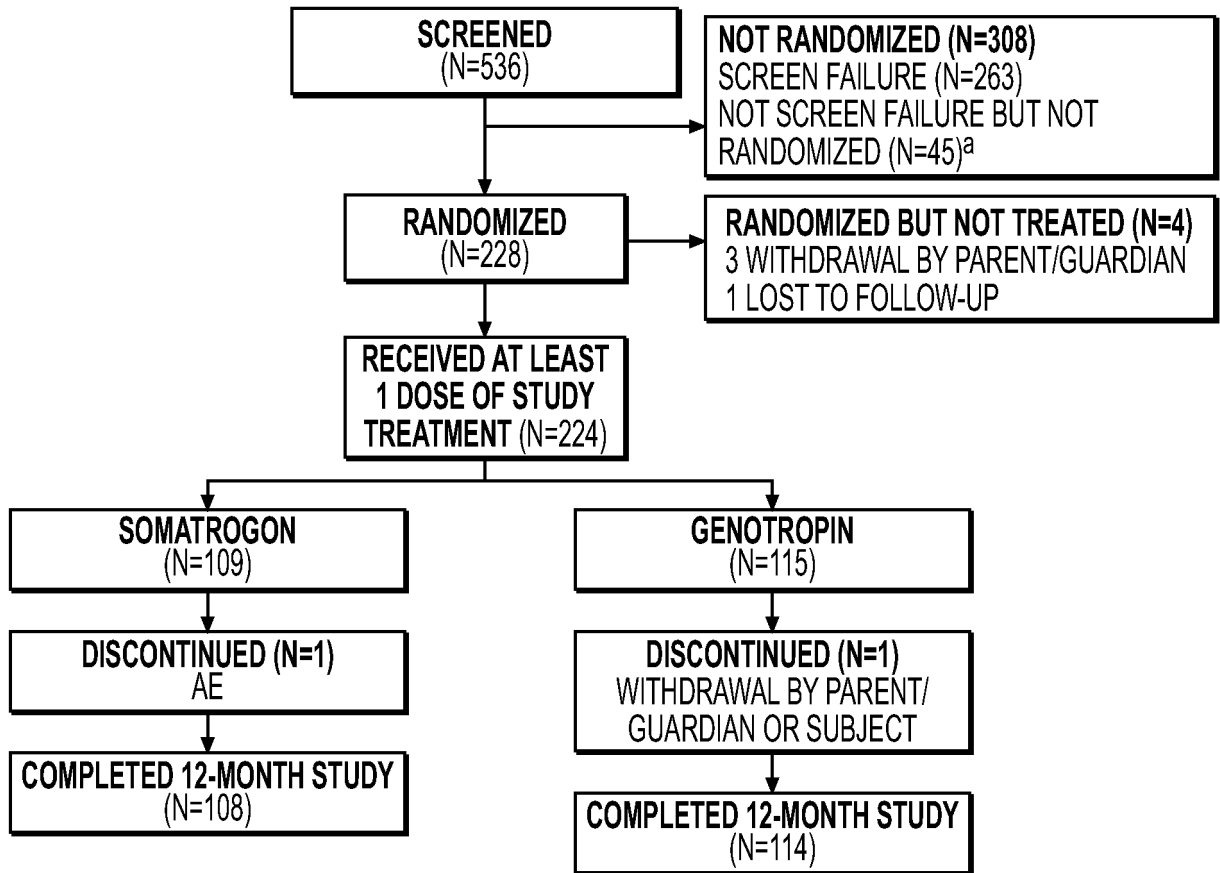 SCREENED
(N=536)
NOT RANDOMIZED (N=308)
SCREEN FAILURE (N=263)
NOT SCREEN FAILURE BUT NOT
RANDOMIZED (N=45)ᵃ
RANDOMIZED
(N=228)
RANDOMIZED BUT NOT TREATED (N=4)
3 WITHDRAWAL BY PARENT/GUARDIAN
1 LOST TO FOLLOW-UP
RECEIVED AT LEAST
1 DOSE OF STUDY
TREATMENT (N=224)
SOMATROGON
(N=109)
GENOTROPIN
(N=115)
DISCONTINUED (N=1)
AE
DISCONTINUED (N=1)
WITHDRAWAL BY PARENT/
GUARDIAN OR SUBJECT
COMPLETED 12-MONTH STUDY
(N=108)
COMPLETED 12-MONTH STUDY
(N=114)